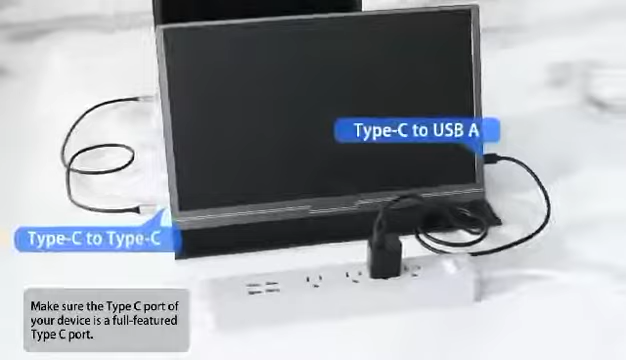 Type-C to USB A
Type-C to Type-C
Make sure the Type C port of
your device is a full-featured
Type C port.